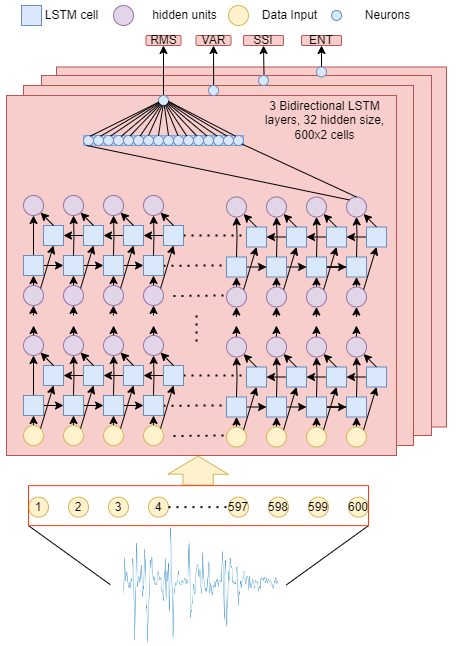 LSTM cell hidden units Data Input Neurons
RMS VAR SSI ENT
3 Bidirectional LSTM
layers, 32 hidden size,
600x2 cells
1 2 3 4 597 598 599 600